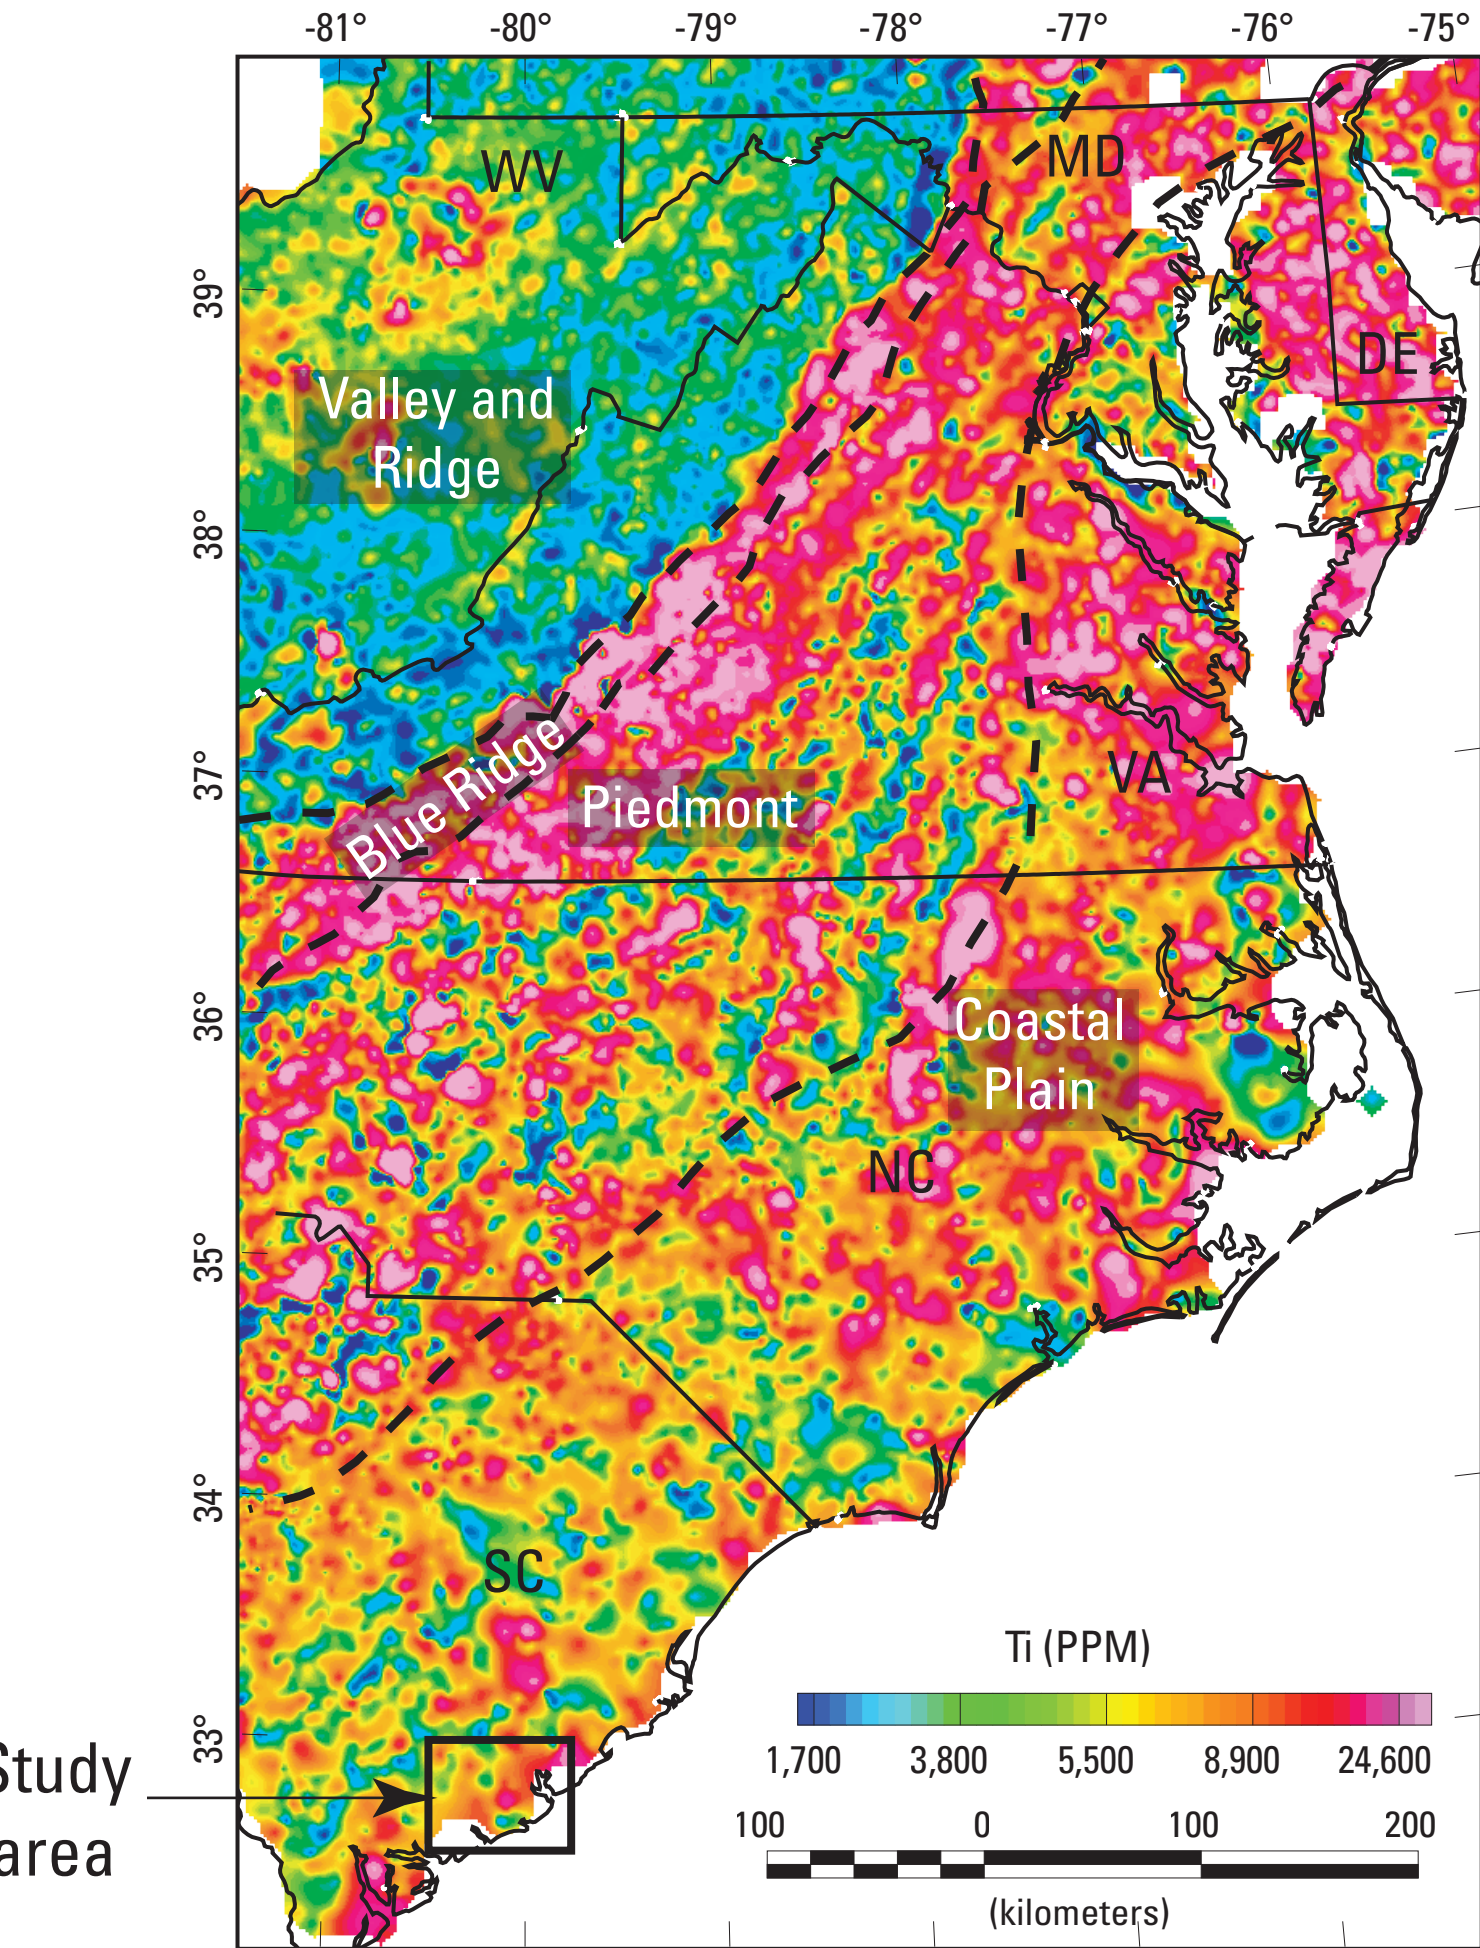 -81° -80° -79° -78° -77° -76° -75°
WV
MD
39°
DE
Valley and
Ridge
38°
37°
Blue Ridge
Piedmont
VA
36°
Coastal
Plain
NC
35°
34°
SC
33°
Study
area
Ti (PPM)
1,700 3,800 5,500 8,900 24,600
100 0 100 200
(kilometers)